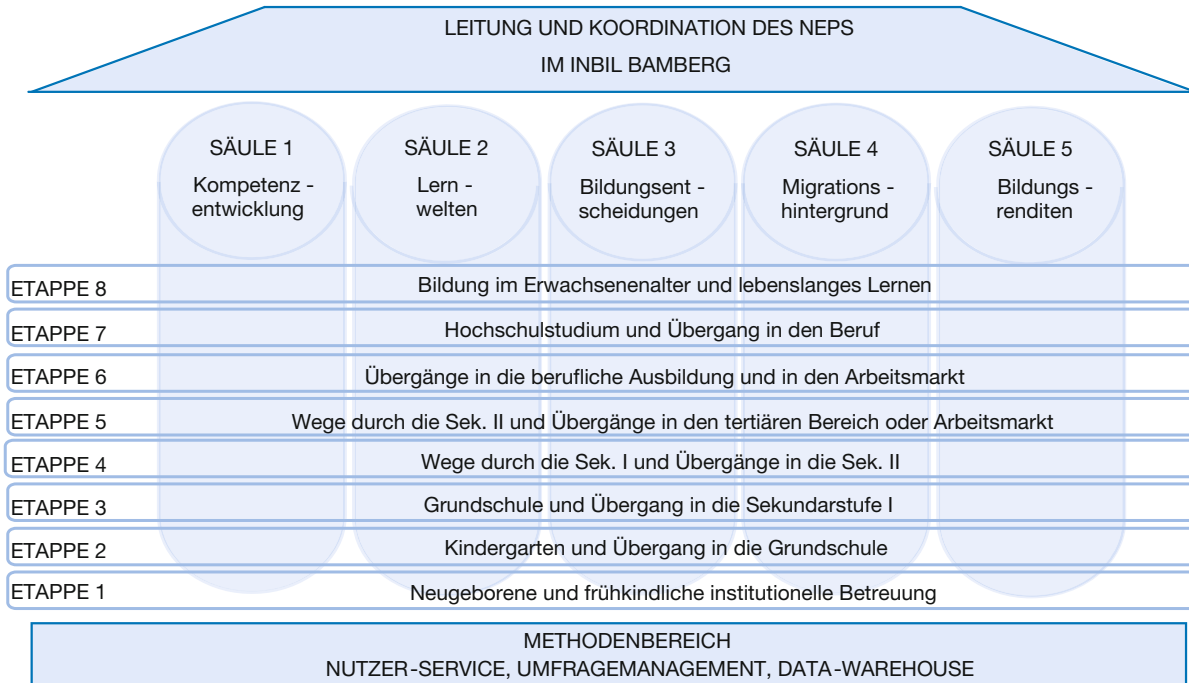 LEITUNG UND KOORDINATION DES NEPS
IM INBIL BAMBERG
SÄULE 1
Kompetenz -
entwicklung
SÄULE 2
Lern -
welten
SÄULE 3
Bildungsent -
scheidungen
SÄULE 4
Migrations -
hintergrund
SÄULE 5
Bildungs -
renditen
ETAPPE 8 Bildung im Erwachsenenalter und lebenslanges Lernen
ETAPPE 7 Hochschulstudium und Übergang in den Beruf
ETAPPE 6 Übergänge in die berufliche Ausbildung und in den Arbeitsmarkt
ETAPPE 5 Wege durch die Sek. II und Übergänge in den tertiären Bereich oder Arbeitsmarkt
ETAPPE 4 Wege durch die Sek. I und Übergänge in die Sek. II
ETAPPE 3 Grundschule und Übergang in die Sekundarstufe I
ETAPPE 2 Kindergarten und Übergang in die Grundschule
ETAPPE 1 Neugeborene und frühkindliche institutionelle Betreuung
METHODENBEREICH
NUTZER-SERVICE, UMFRAGEMANAGEMENT, DATA-WAREHOUSE